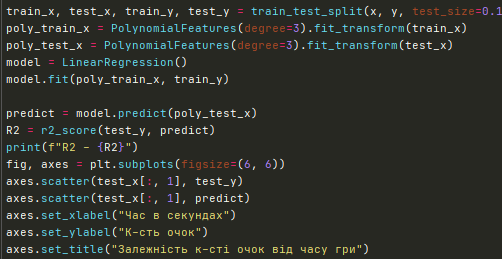 train_x, test_x, train_y, test_y = train_test_split(x, y, test_size=0.1
poly_train_x = PolynomialFeatures(degree=3).fit_transform(train_x)
poly_test_x = PolynomialFeatures(degree=3).fit_transform(test_x)
model = LinearRegression()
model.fit(poly_train_x, train_y)
predict = model.predict(poly_test_x)
R2 = r2_score(test_y, predict)
print(f"R2 - {R2}")
fig, axes = plt.subplots(figsize=(6, 6))
axes.scatter(test_x[:, 1], test_y)
axes.scatter(test_x[:, 1], predict)
axes.set_xlabel("Час в секундах")
axes.set_ylabel("К-сть очок")
axes.set_title("Залежність к-сті очок від часу гри")